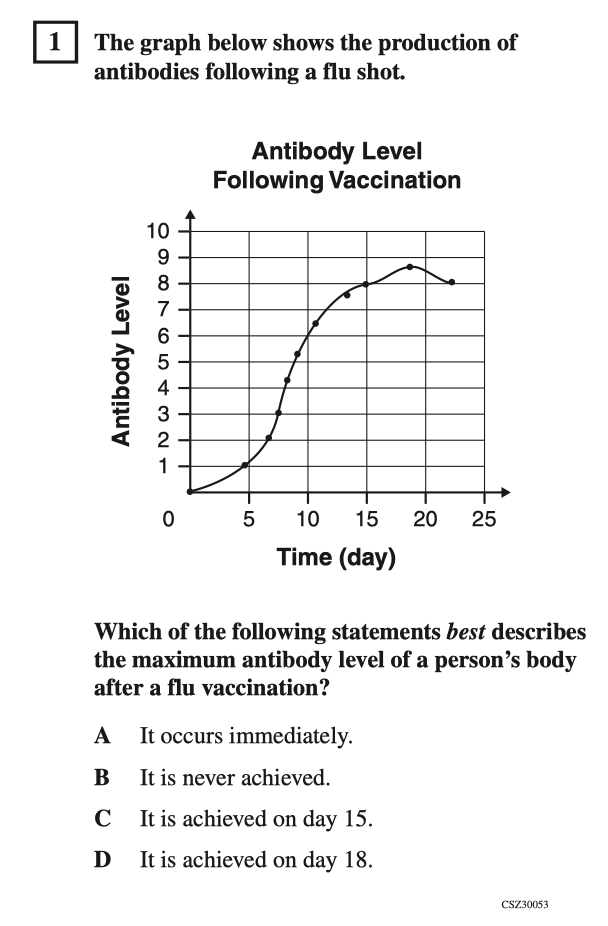 1 The graph below shows the production of
antibodies following a flu shot.
Antibody Level
Following Vaccination
Antibody Level
10
9
8
7
6
5
4
3
2
1
0 5 10 15 20 25
Time (day)
Which of the following statements best describes
the maximum antibody level of a person’s body
after a flu vaccination?
A It occurs immediately.
B It is never achieved.
C It is achieved on day 15.
D It is achieved on day 18.
CSZ30053